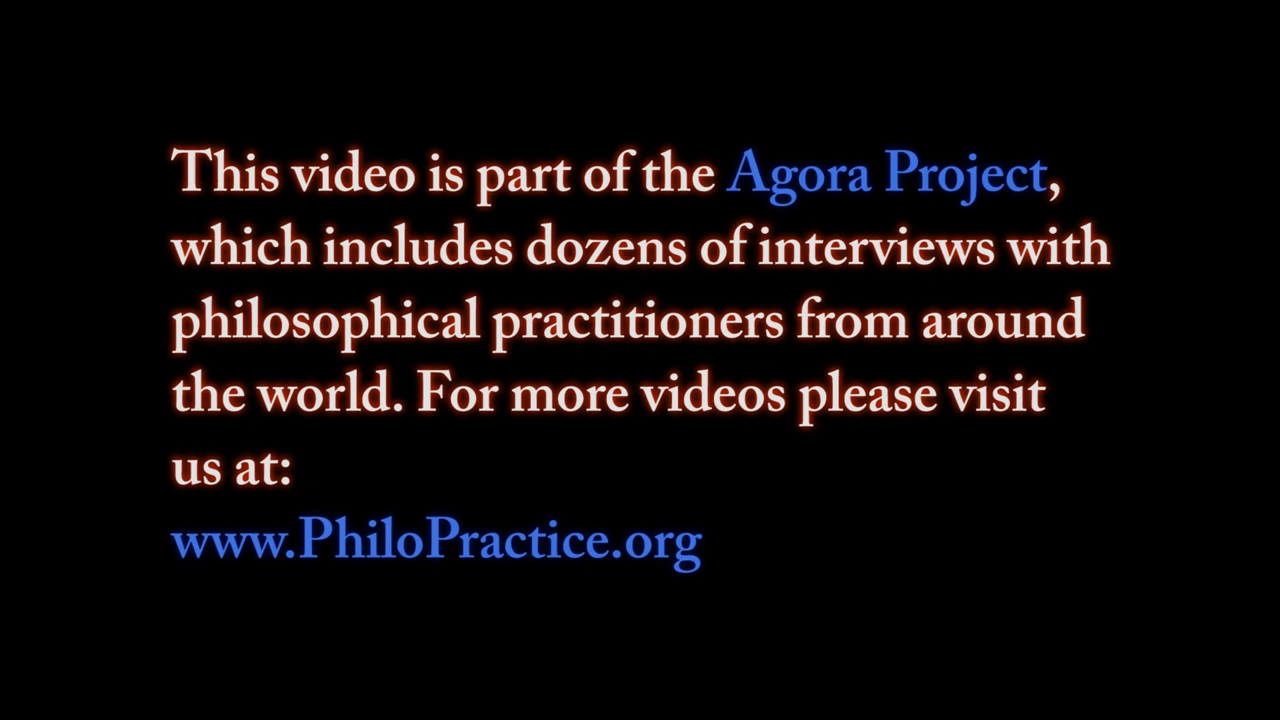 This video is part of the Agora Project,
which includes dozens of interviews with
philosophical practitioners from around
the world. For more videos please visit
us at:
www.PhiloPractice.org